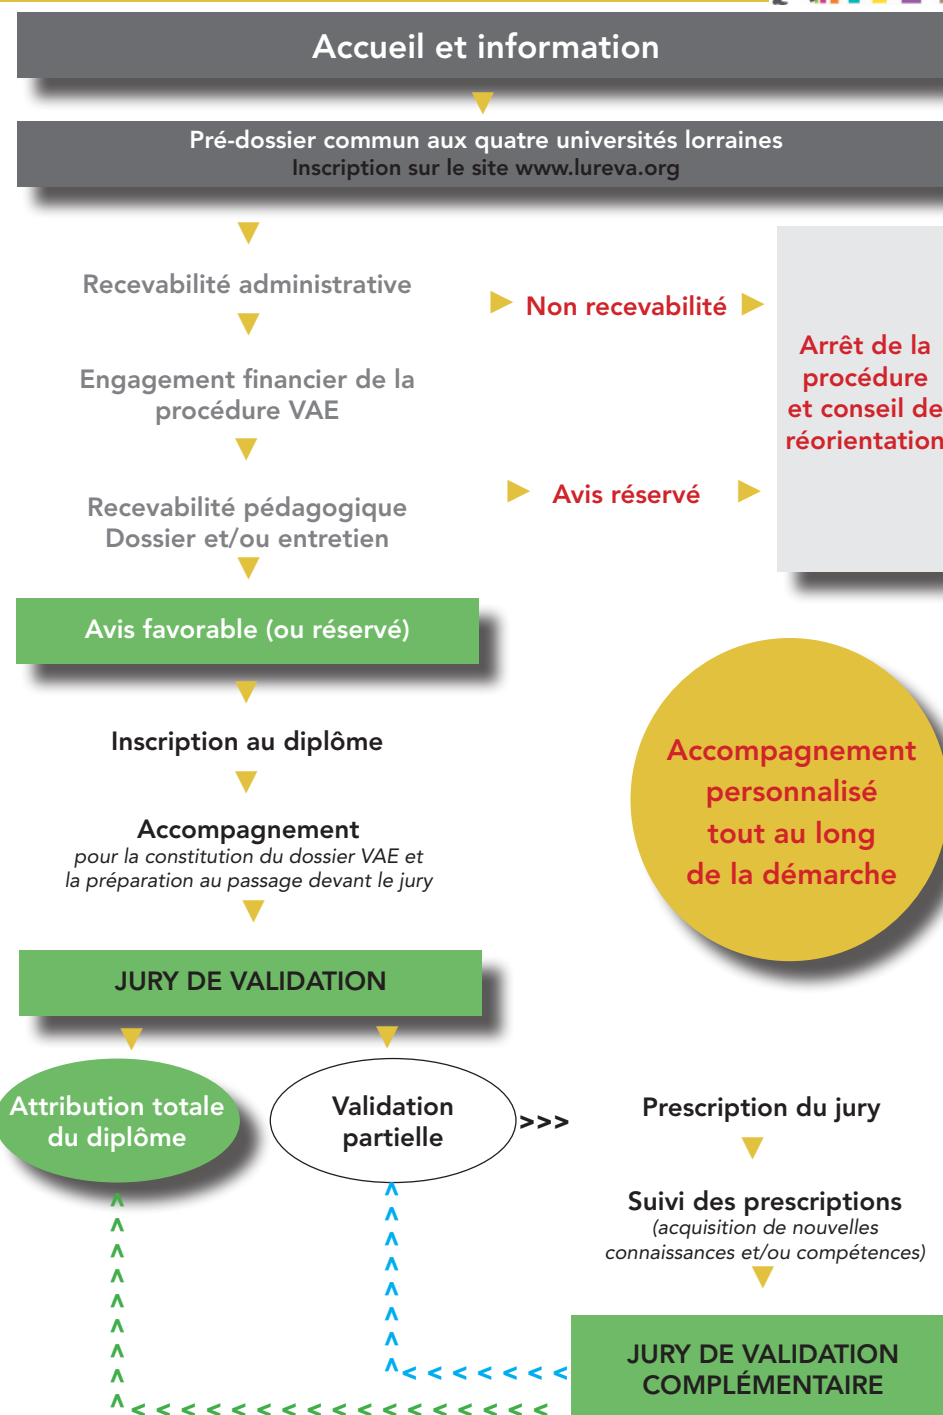 Accueil et information
Pré-dossier commun aux quatre universités lorraines
Inscription sur le site www.lureva.org
Recevabilité administrative
Non recevabilité
Engagement financier de la
procédure VAE
Arrêt de la
procédure
et conseil de
réorientation
Recevabilité pédagogique
Dossier et/ou entretien
Avis réservé
Avis favorable (ou réservé)
Inscription au diplôme
Accompagnement
pour la constitution du dossier VAE et
la préparation au passage devant le jury
Accompagnement
personnalisé
tout au long
de la démarche
JURY DE VALIDATION
Attribution totale
du diplôme
Validation
partielle
>>>
Prescription du jury
Suivi des prescriptions
(acquisition de nouvelles
connaissances et/ou compétences)
JURY DE VALIDATION
COMPLÉMENTAIRE